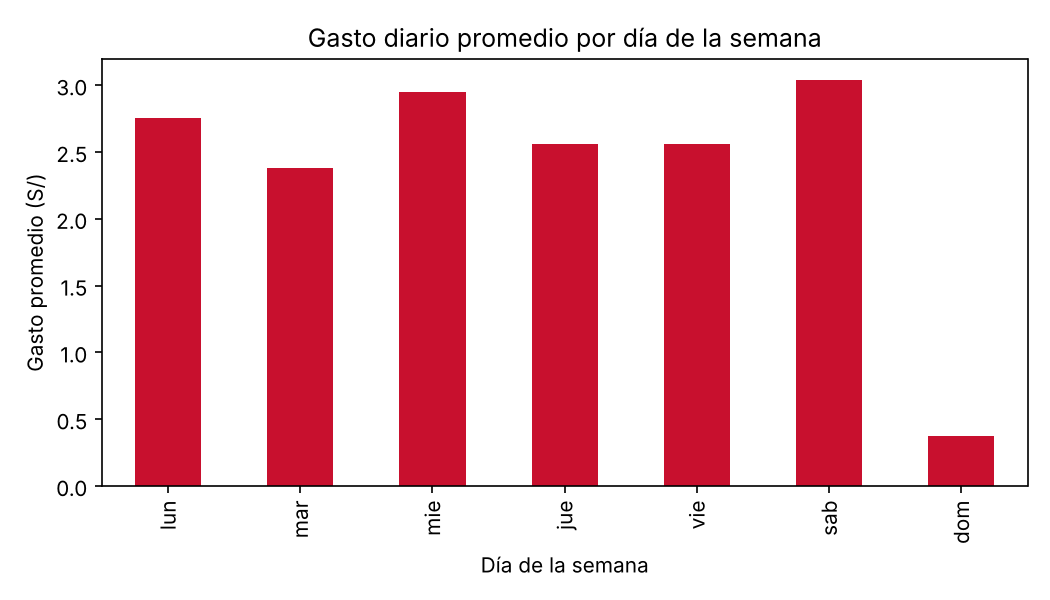 Gasto diario promedio por día de la semana
Gasto promedio (S/)
3.0
2.5
2.0
1.5
1.0
0.5
0.0
lun
mar
mie
jue
vie
sab
dom
Día de la semana